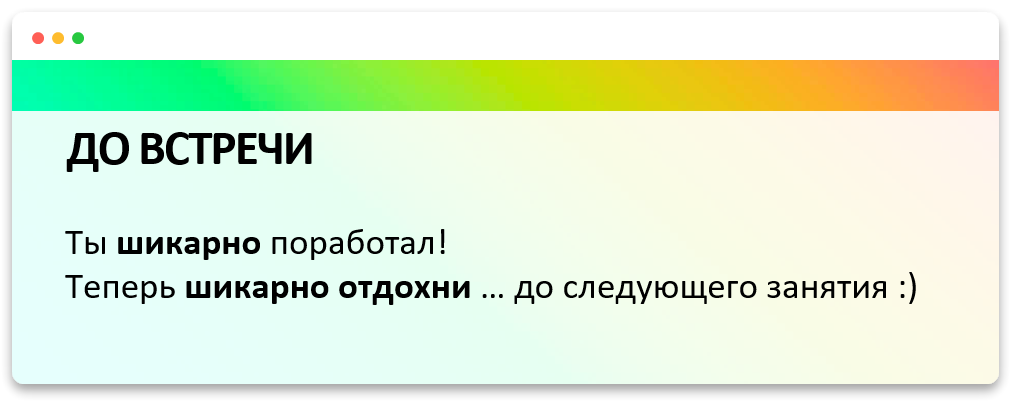 ДО ВСТРЕЧИ
Ты шикарно поработал!
Теперь шикарно отдохни ... до следующего занятия :)